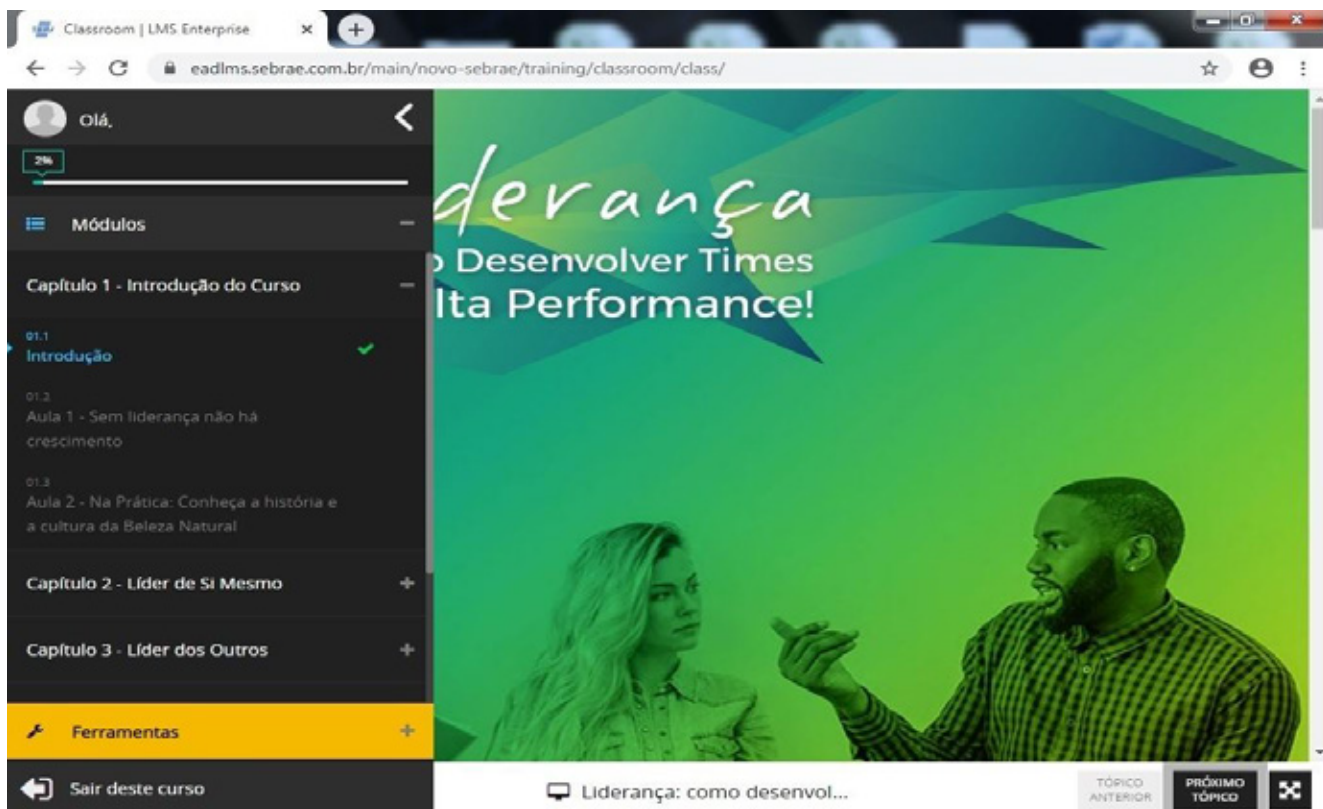 Classroom | LMS Enterprise
eadlms.sebrae.com.br/main/novo-sebrae/training/classroom/class/
Olá,
2%
Módulos
Capítulo 1 - Introdução do Curso
01.1
Introdução
01.2
Aula 1 - Sem liderança não há
crescimento
01.3
Aula 2 - Na Prática: Conheça a história e
a cultura da Beleza Natural
Capítulo 2 - Líder de Si Mesmo
Capítulo 3 - Líder dos Outros
Ferramentas
Sair deste curso
derança
o Desenvolver Times
lta Performance!
Liderança: como desenvol...
TÓPICO
ANTERIOR
PRÓXIMO
TÓPICO